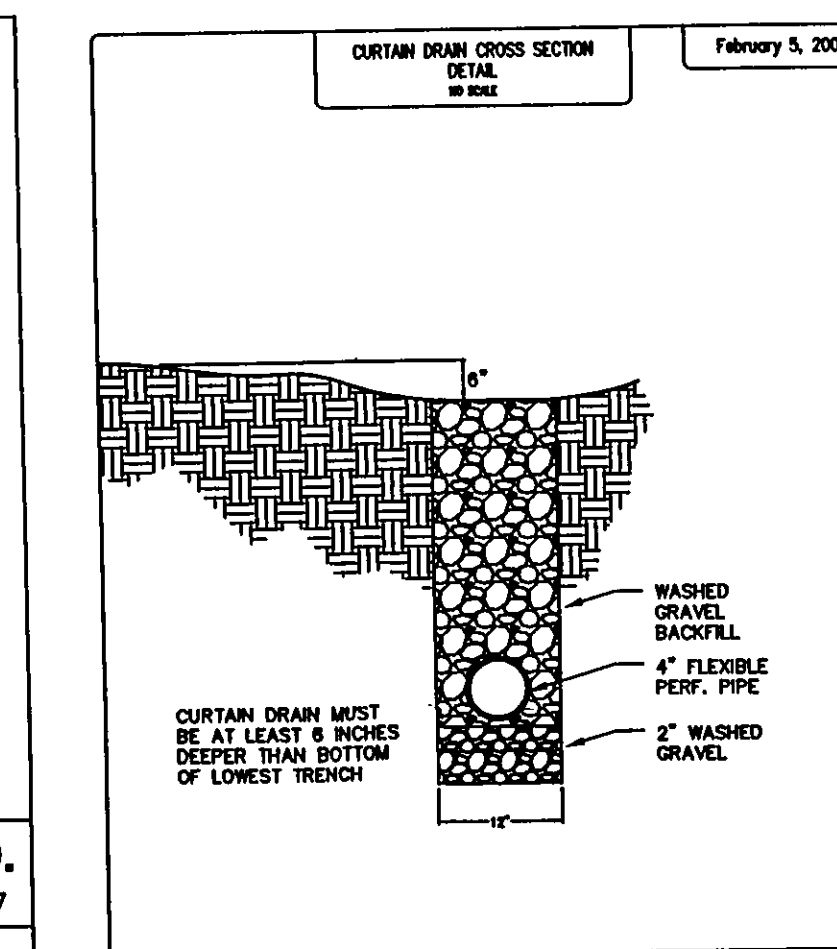 CURTAIN DRAIN CROSS SECTION
DETAIL
NO SCALE
February 5, 200
6"
WASHED
GRAVEL
BACKFILL
4" FLEXIBLE
PERF. PIPE
CURTAIN DRAIN MUST
BE AT LEAST 6 INCHES
DEEPER THAN BOTTOM
OF LOWEST TRENCH
2" WASHED
GRAVEL
12"